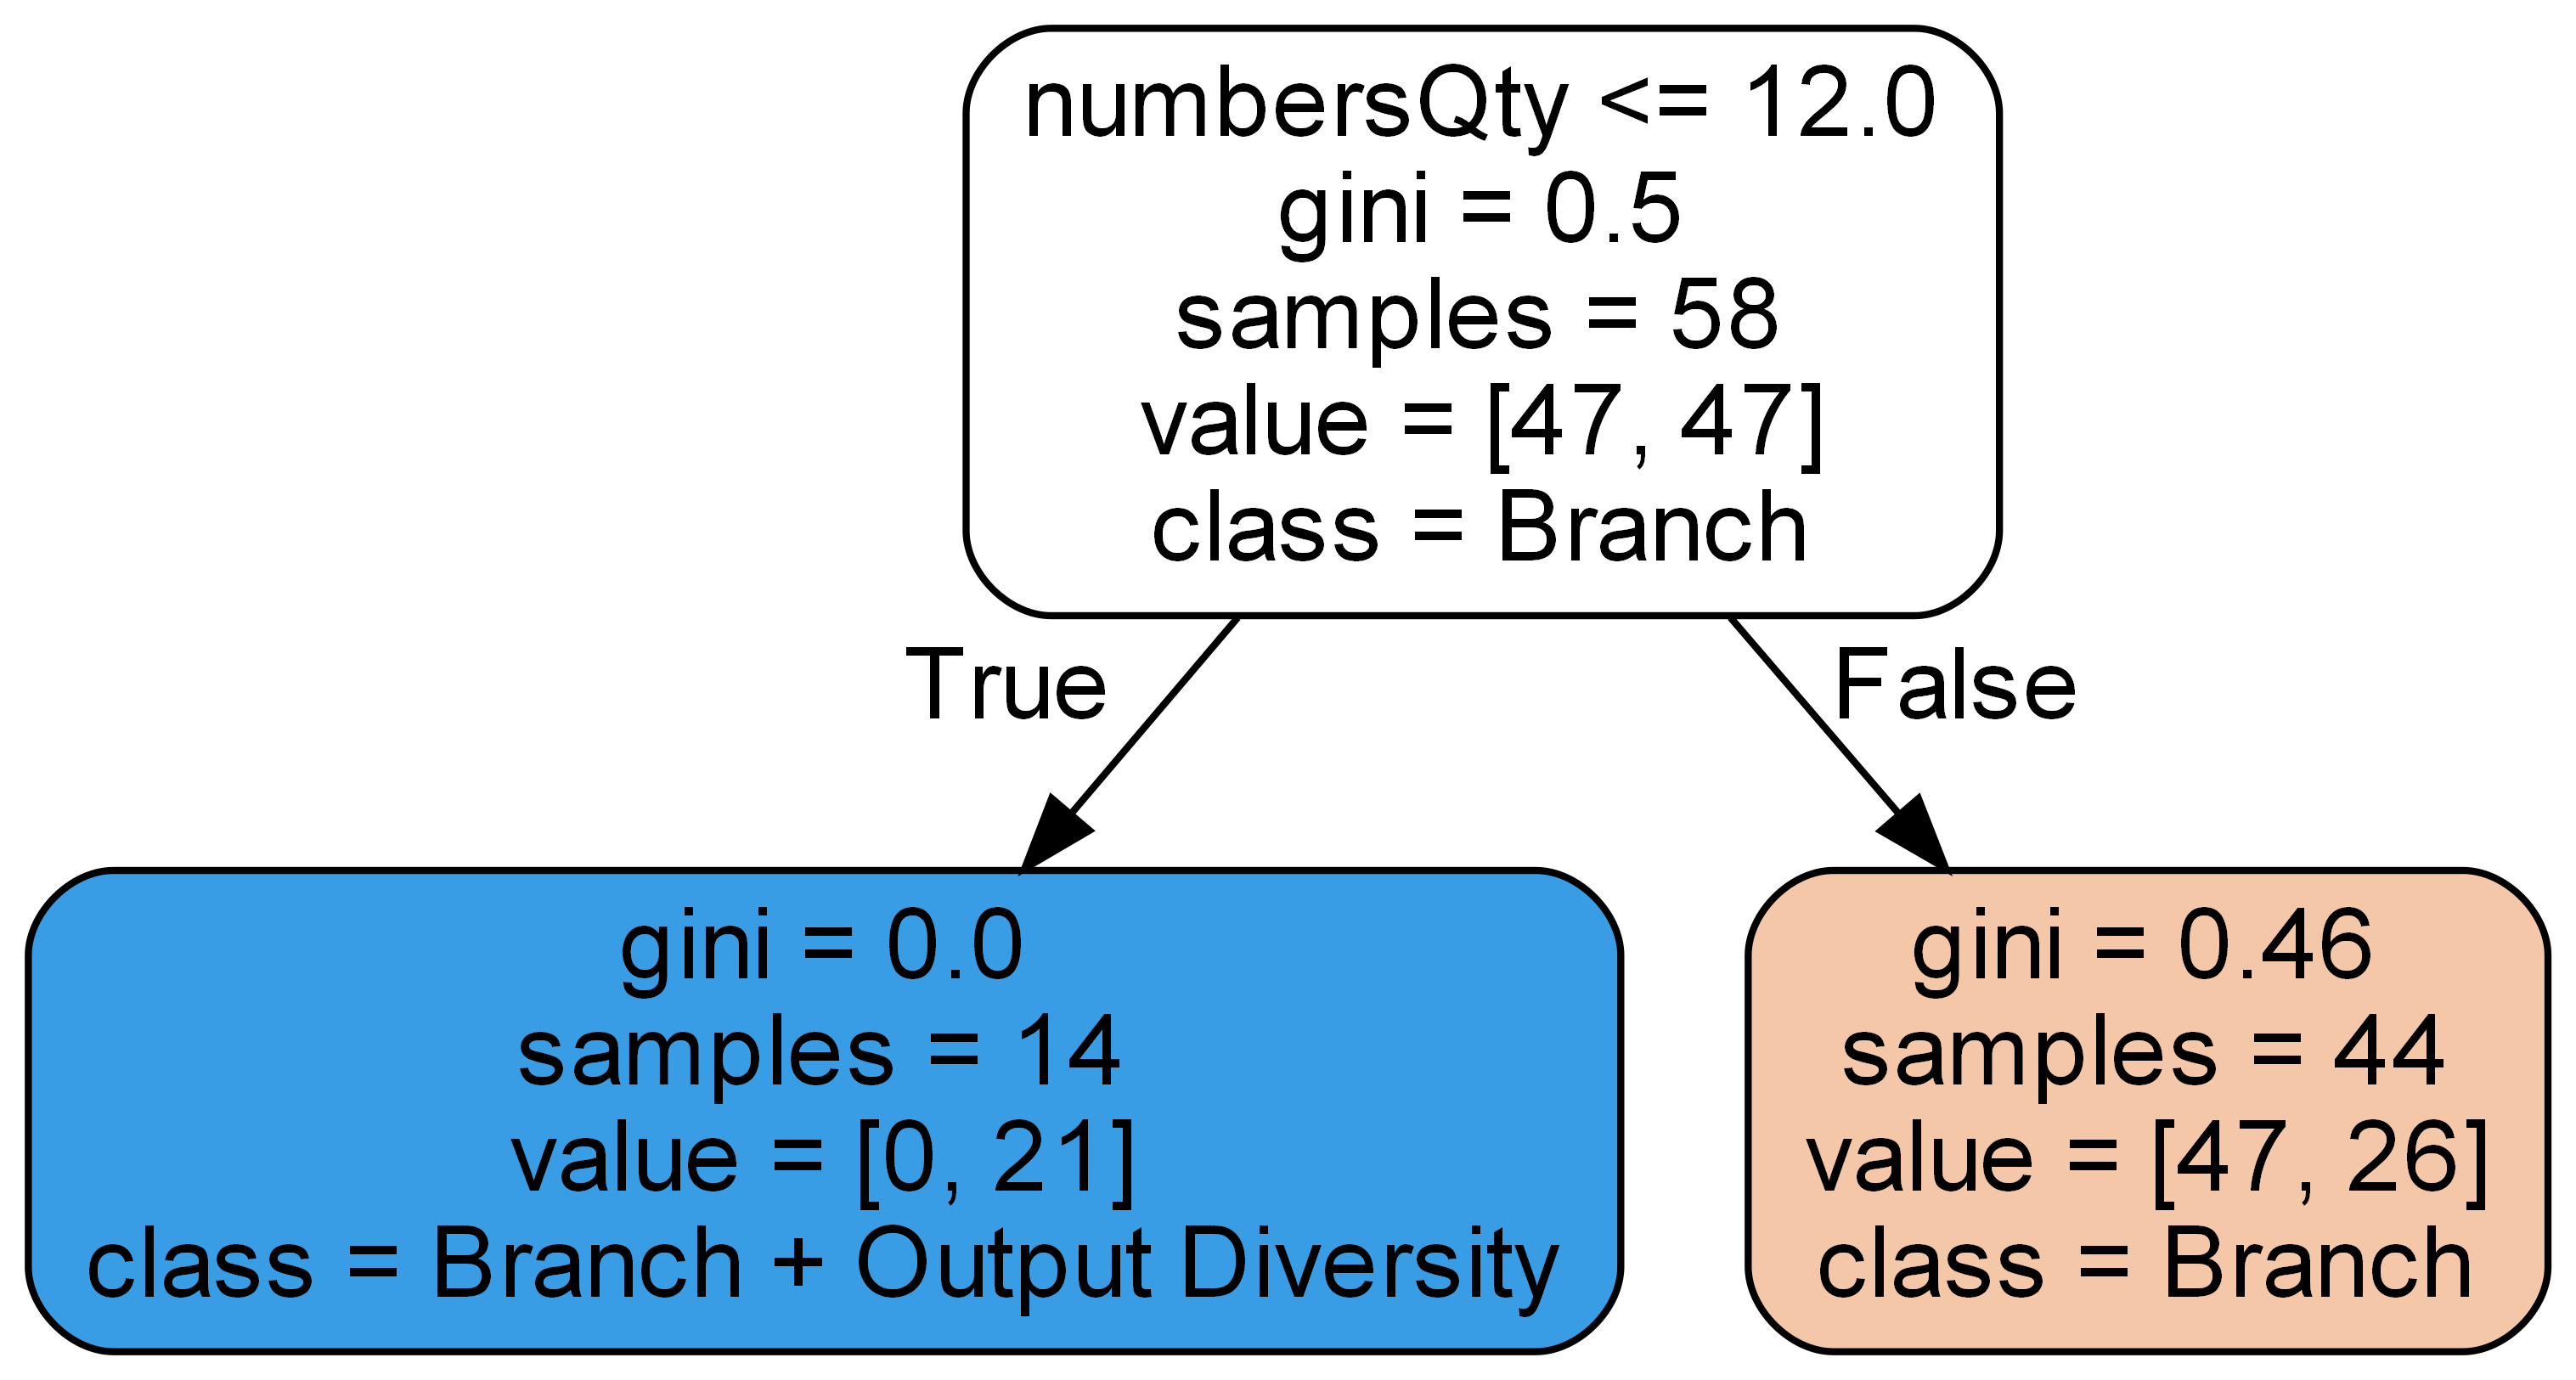 numbersQty <= 12.0
gini = 0.5
samples = 58
value = [47, 47]
class = Branch
True
False
gini = 0.0
samples = 14
value = [0, 21]
class = Branch + Output Diversity
gini = 0.46
samples = 44
value = [47, 26]
class = Branch